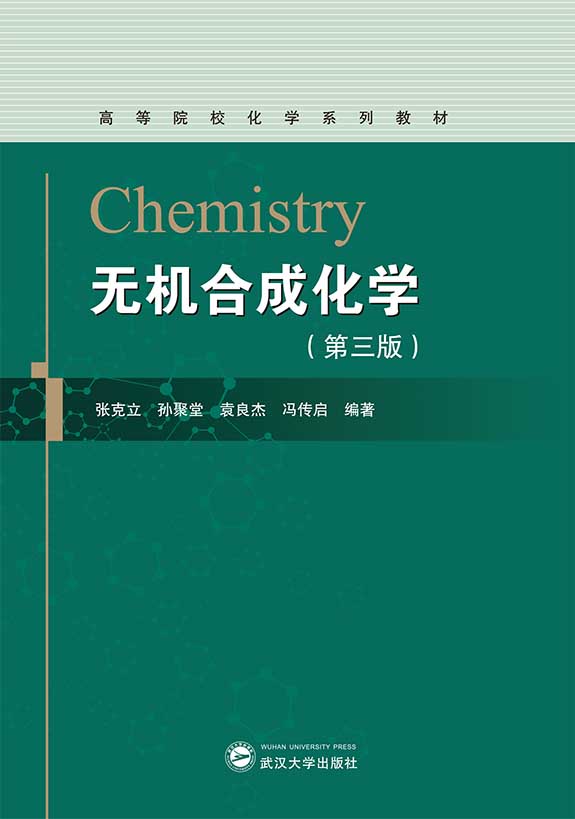 高等院校化学系列教材
Chemistry
无机合成化学
（第三版）
张克立 孙聚堂 袁良杰 冯传启 编著
WUHAN UNIVERSITY PRESS
武汉大学出版社